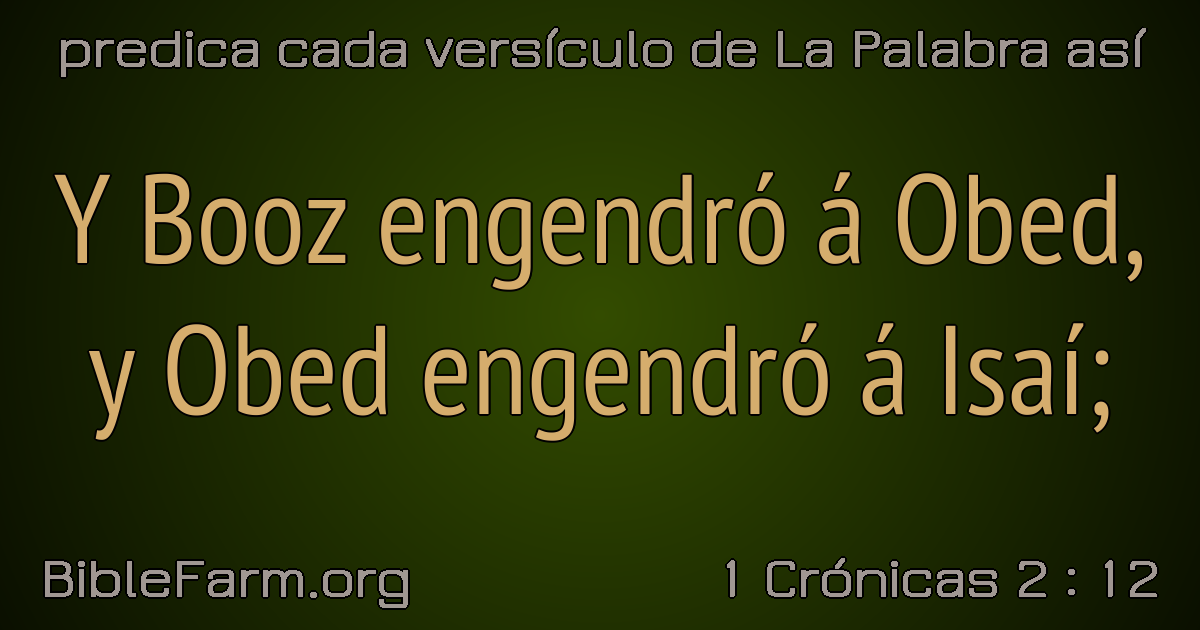 predica cada versículo de La Palabra así
Y Booz engendró á Obed,
y Obed engendró á Isaí;
BibleFarm.org
1 Crónicas 2 : 12